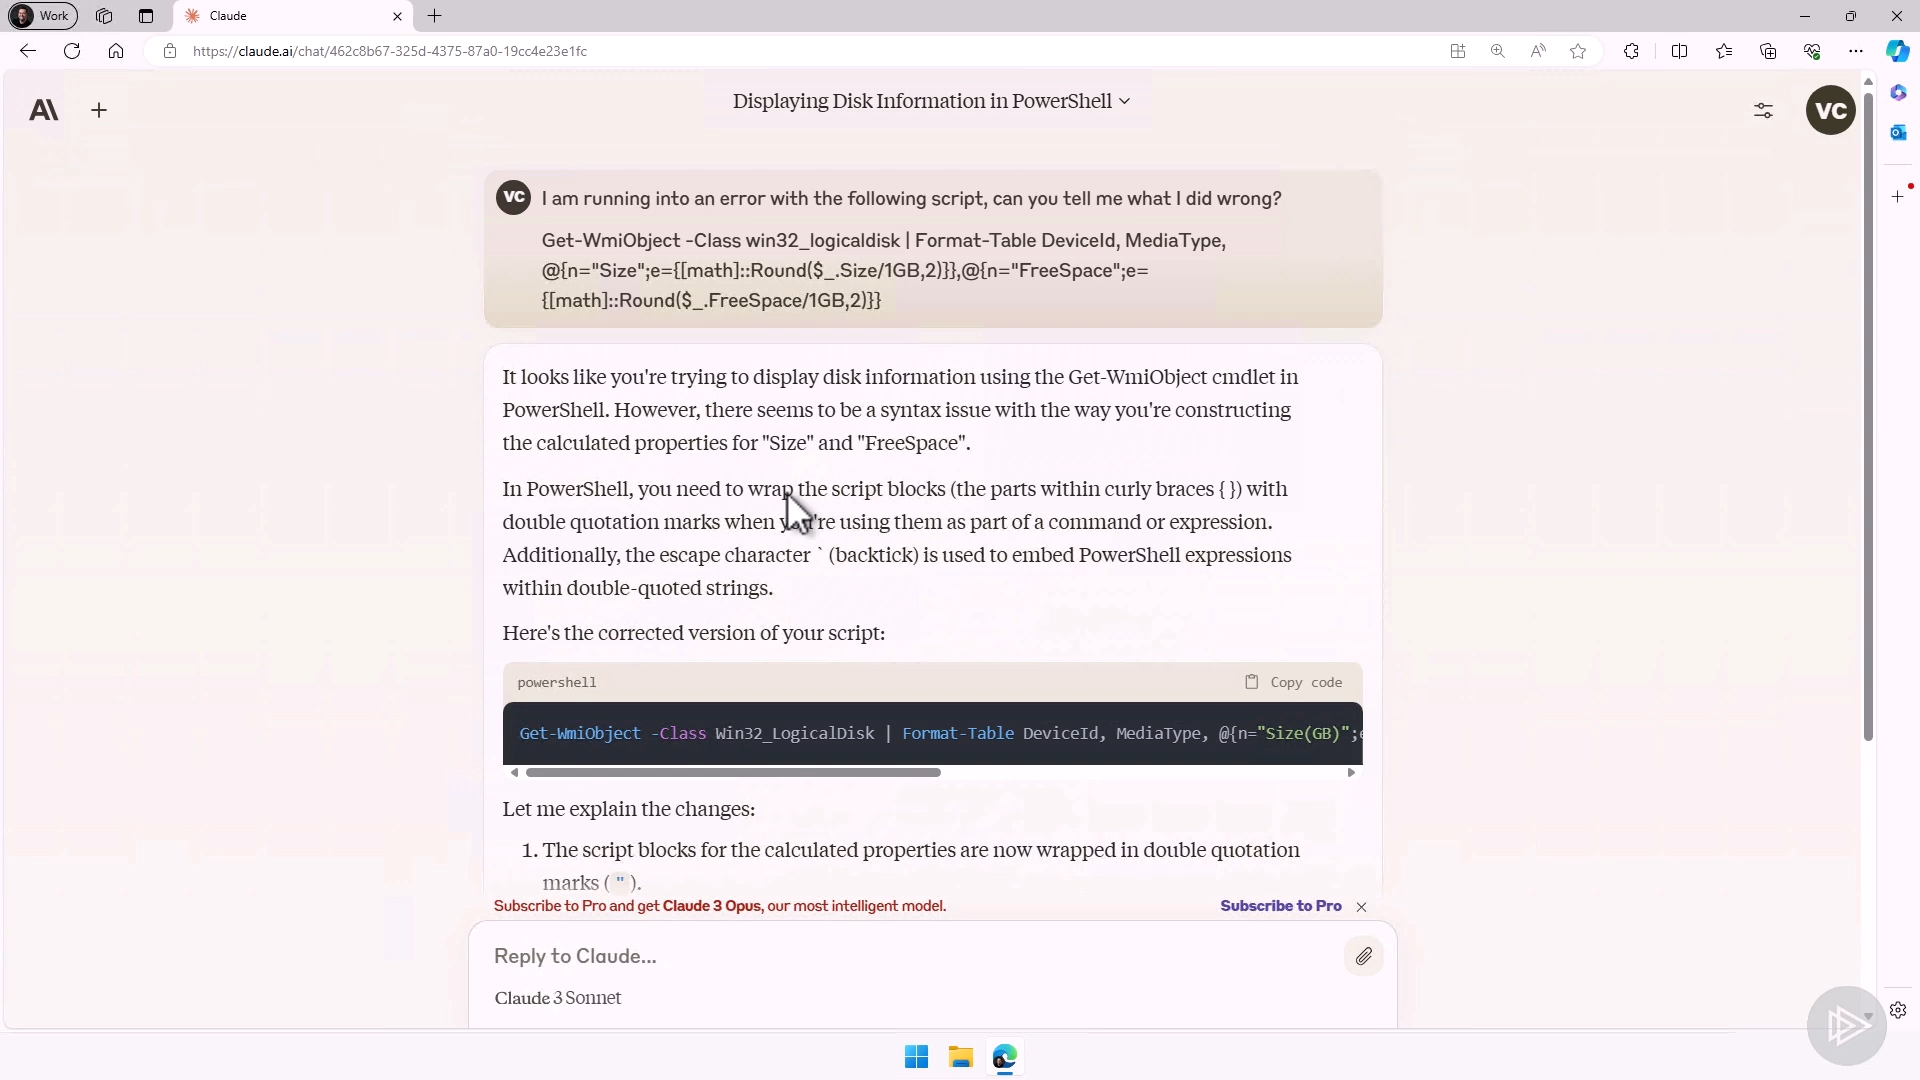 Work
Claude
https://claude.ai/chat/462c8b67-325d-4375-87a0-19cc4e23e1fc
Displaying Disk Information in PowerShell
VC
VC
I am running into an error with the following script, can you tell me what I did wrong?
Get-WmiObject -Class win32_logicaldisk | Format-Table DeviceId, MediaType,
@{n="Size";e={[math]::Round($_.Size/1GB,2)}},@{n="FreeSpace";e=
{[math]::Round($_.FreeSpace/1GB,2)}}
It looks like you're trying to display disk information using the Get-WmiObject cmdlet in
PowerShell. However, there seems to be a syntax issue with the way you're constructing
the calculated properties for "Size" and "FreeSpace".
In PowerShell, you need to wrap the script blocks (the parts within curly braces { }) with
double quotation marks when you're using them as part of a command or expression.
Additionally, the escape character ` (backtick) is used to embed PowerShell expressions
within double-quoted strings.
Here's the corrected version of your script:
powershell
Copy code
Get-WmiObject -Class Win32_LogicalDisk | Format-Table DeviceId, MediaType, @{n="Size(GB)";e
Let me explain the changes:
1. The script blocks for the calculated properties are now wrapped in double quotation
marks ( " ).
Subscribe to Pro and get Claude 3 Opus, our most intelligent model.
Subscribe to Pro
Reply to Claude...
Claude 3 Sonnet